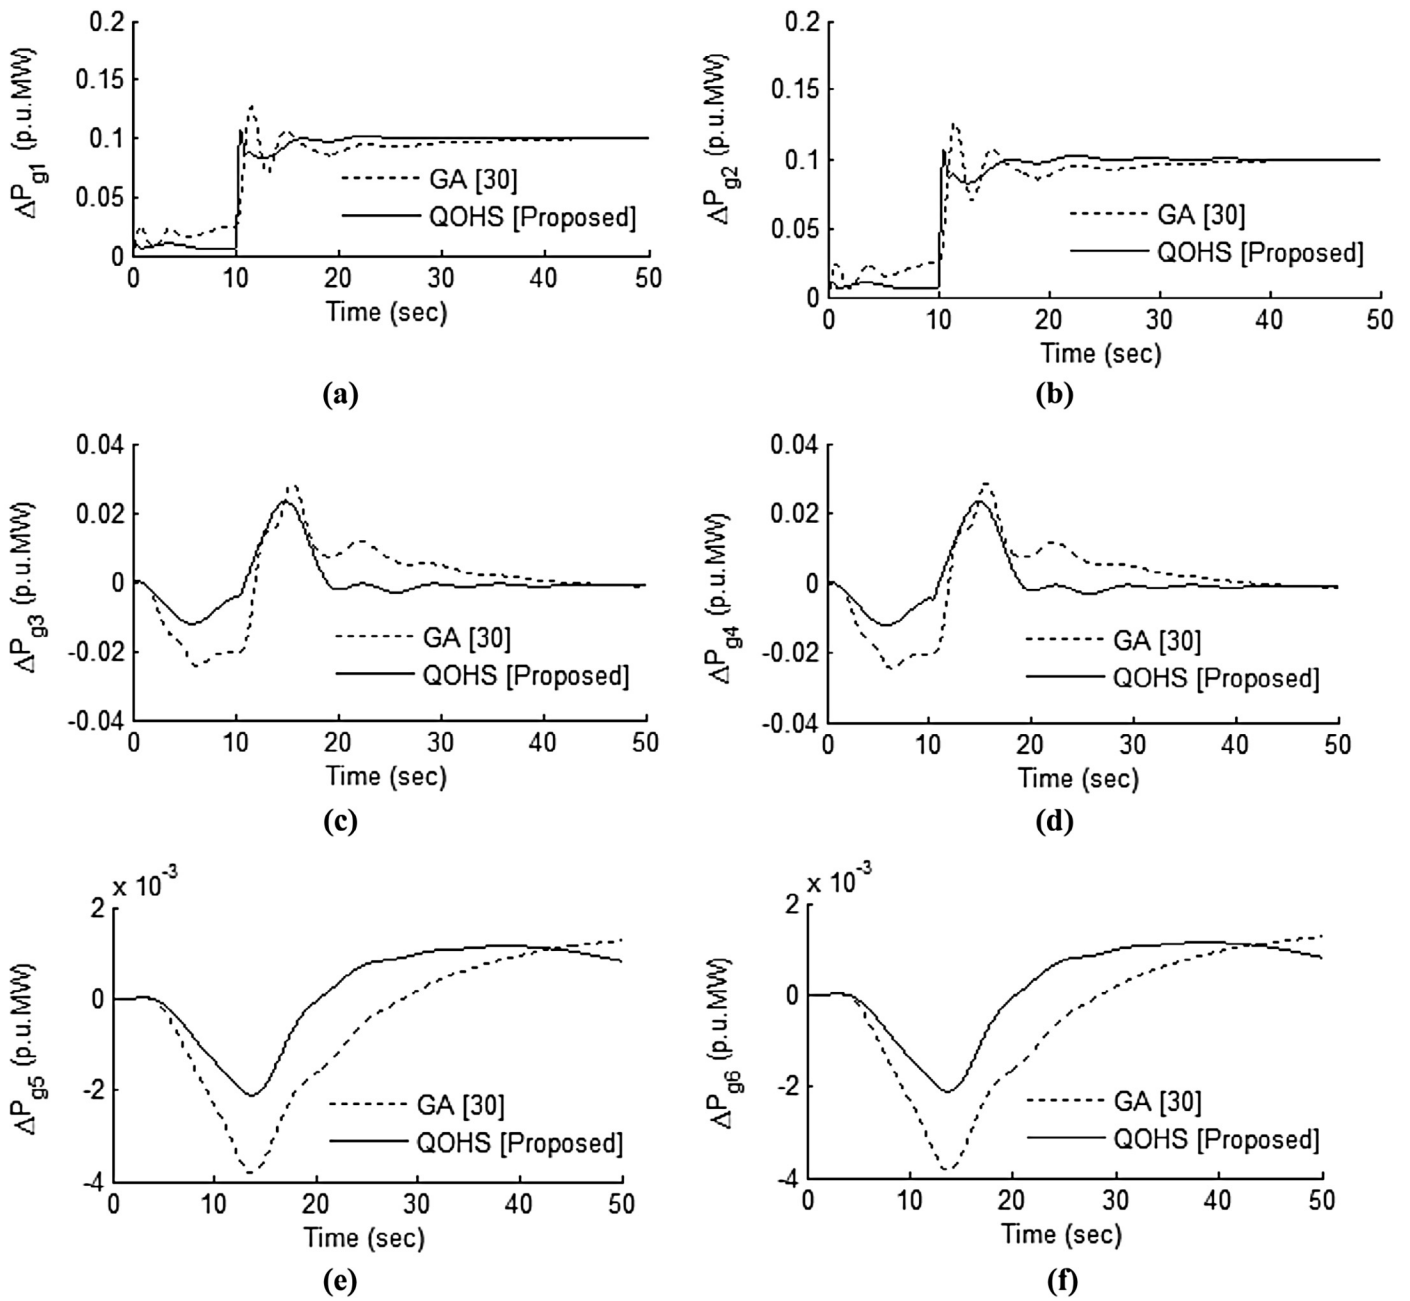 0.2
0.15
0.1
0.05
0
ΔPg1 (p.u.MW)
GA [30]
QOHS [Proposed]
0 10 20 30 40 50
Time (sec)
(a)
0.2
0.15
0.1
0.05
0
ΔPg2 (p.u.MW)
GA [30]
QOHS [Proposed]
0 10 20 30 40 50
Time (sec)
(b)
0.04
0.02
0
-0.02
-0.04
ΔPg3 (p.u.MW)
GA [30]
QOHS [Proposed]
0 10 20 30 40 50
Time (sec)
(c)
0.04
0.02
0
-0.02
-0.04
ΔPg4 (p.u.MW)
GA [30]
QOHS [Proposed]
0 10 20 30 40 50
Time (sec)
(d)
x 10⁻³
2
0
-2
-4
ΔPg5 (p.u.MW)
GA [30]
QOHS [Proposed]
0 10 20 30 40 50
Time (sec)
(e)
x 10⁻³
2
0
-2
-4
ΔPg6 (p.u.MW)
GA [30]
QOHS [Proposed]
0 10 20 30 40 50
Time (sec)
(f)